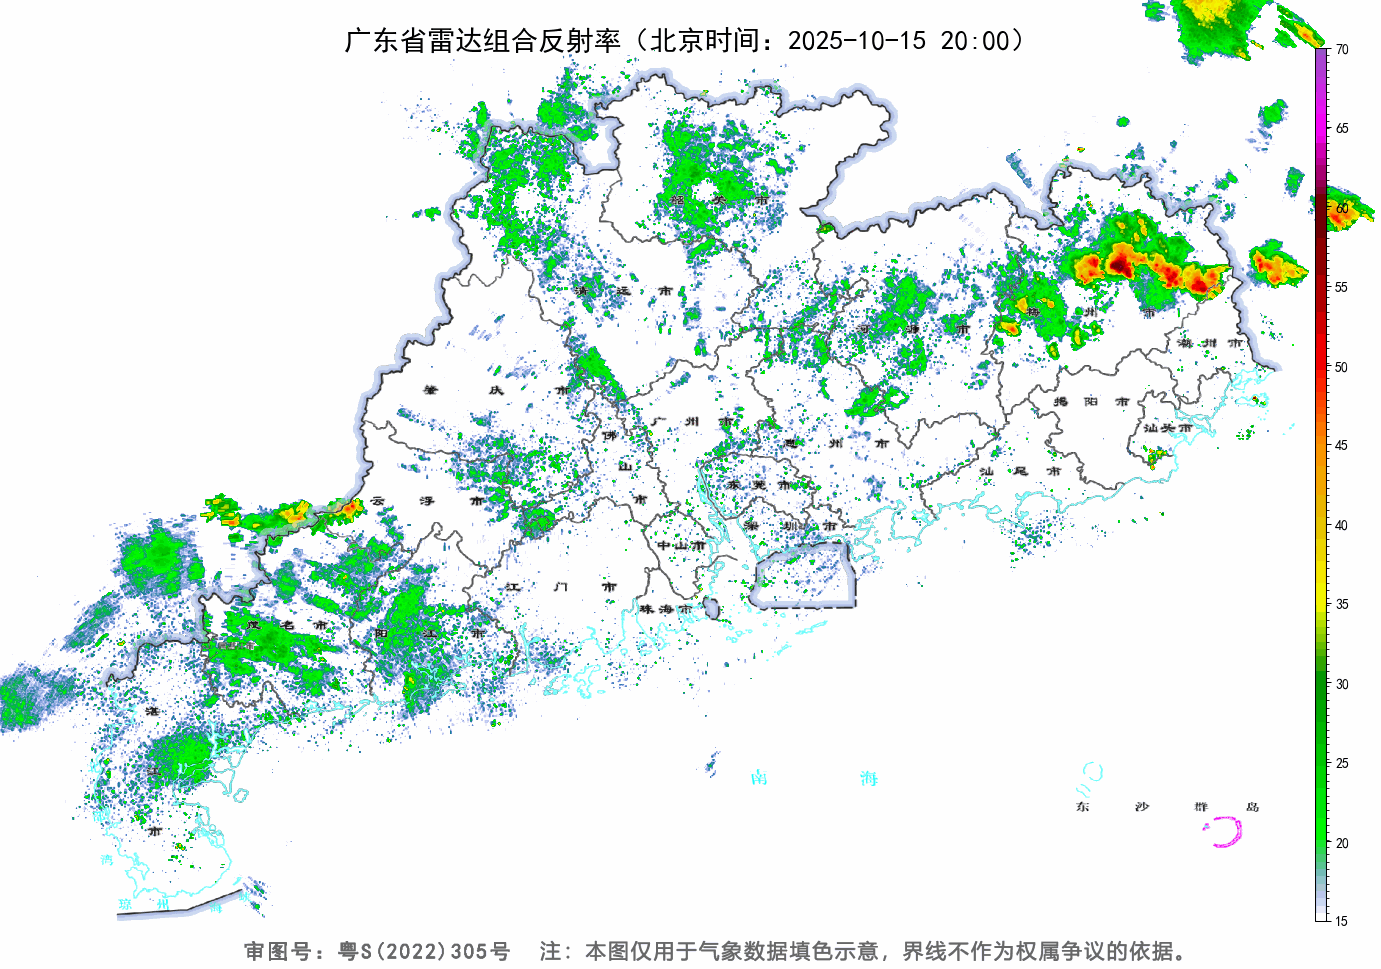 广东省雷达组合反射率（北京时间：2025-10-15 20:00）
70
65
60
55
50
45
40
35
30
25
20
15
韶关市
清远市
河源市
梅州市
潮州市
肇庆市
广州市
揭阳市
汕头市
佛山市
惠州市
汕尾市
东莞市
云浮市
深圳市
中山市
江门市
珠海市
茂名市
阳江市
湛江市
南海
东沙群岛
湾
琼州海峡
审图号：粤S(2022)305号 注：本图仅用于气象数据填色示意，界线不作为权属争议的依据。